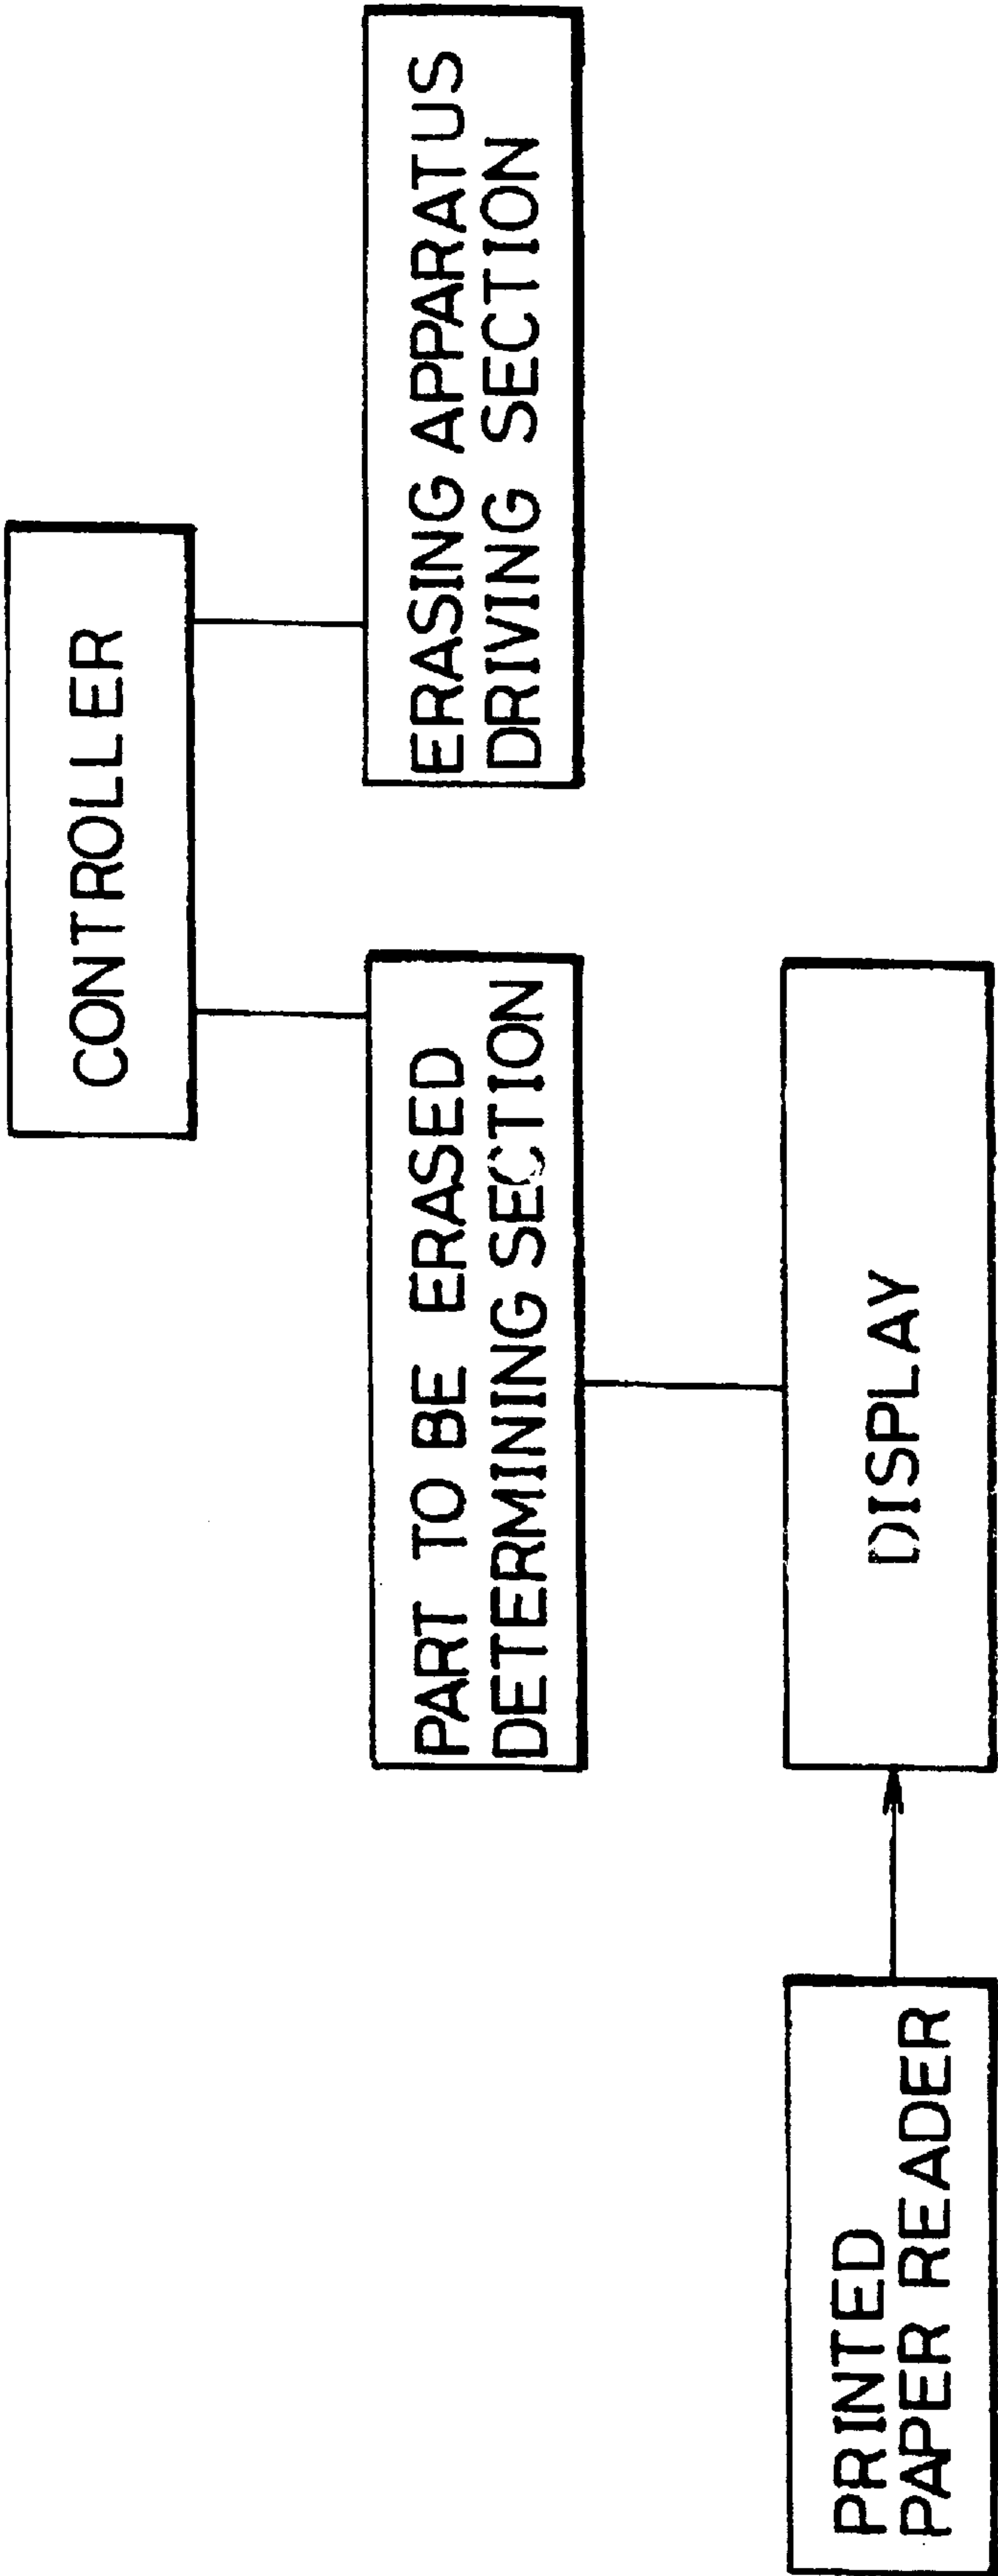 CONTROLLER
PART TO BE ERASED
DETERMINING SECTION
ERASING APPARATUS
DRIVING SECTION
PRINTED
PAPER READER
DISPLAY